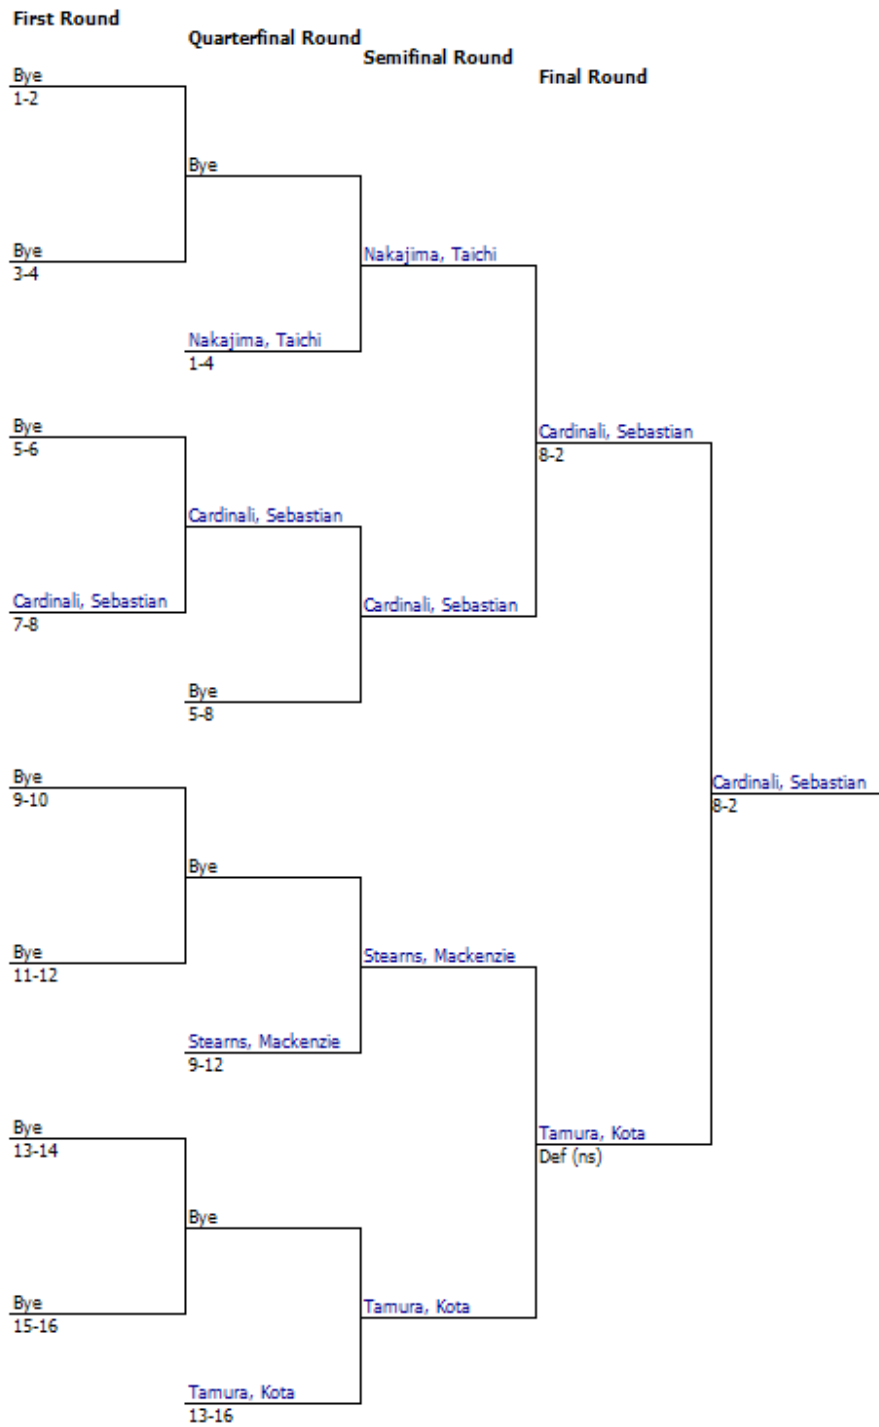 First Round
Quarterfinal Round
Semifinal Round
Final Round
Bye
1-2
Bye
Bye
3-4
Nakajima, Taichi
Nakajima, Taichi
1-4
Bye
5-6
Cardinali, Sebastian
8-2
Cardinali, Sebastian
Cardinali, Sebastian
7-8
Cardinali, Sebastian
Bye
5-8
Bye
9-10
Cardinali, Sebastian
8-2
Bye
Bye
11-12
Stearns, Mackenzie
Stearns, Mackenzie
9-12
Bye
13-14
Tamura, Kota
Def (ns)
Bye
Bye
15-16
Tamura, Kota
Tamura, Kota
13-16